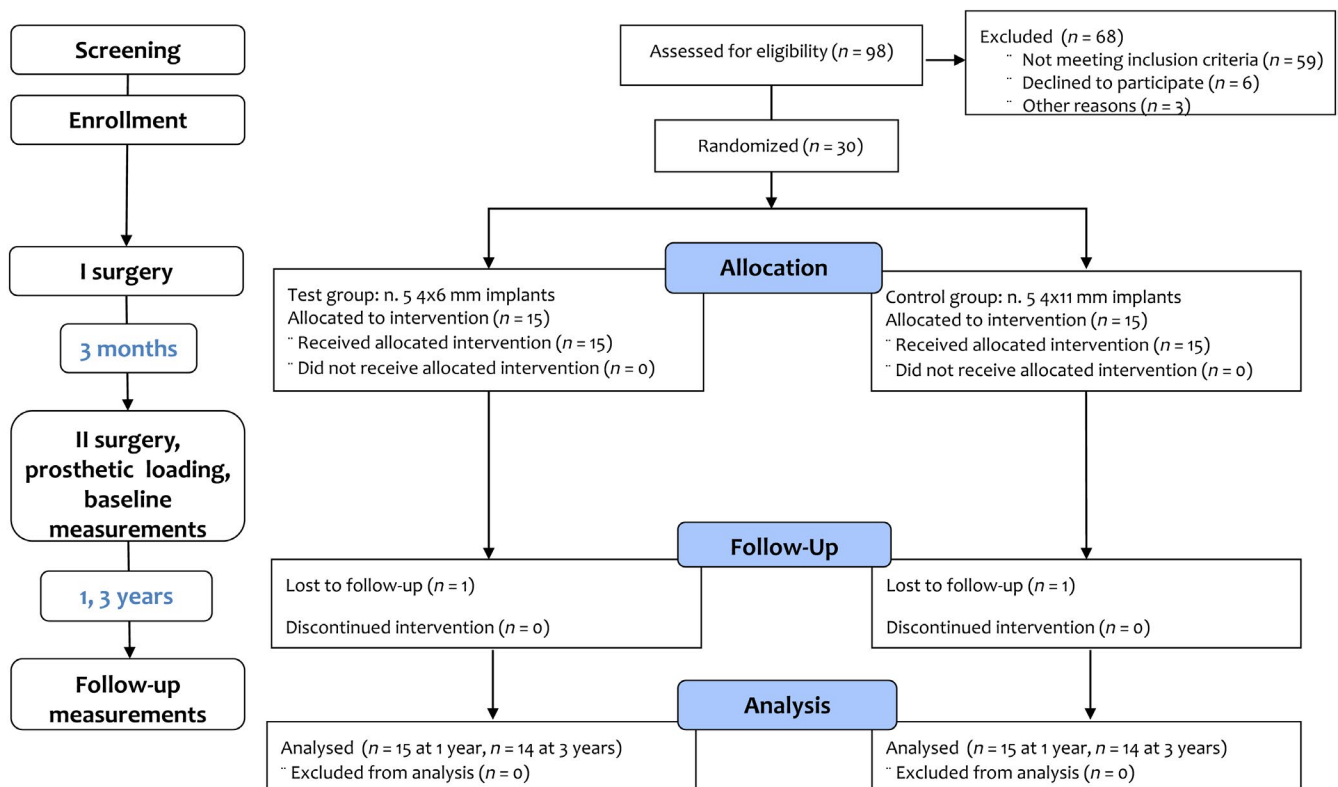 Screening
Enrollment
I surgery
3 months
II surgery,
prosthetic loading,
baseline
measurements
1, 3 years
Follow-up
measurements
Assessed for eligibility (n = 98)
Excluded (n = 68)
¨ Not meeting inclusion criteria (n = 59)
¨ Declined to participate (n = 6)
¨ Other reasons (n = 3)
Randomized (n = 30)
Allocation
Test group: n. 5 4x6 mm implants
Allocated to intervention (n = 15)
¨ Received allocated intervention (n = 15)
¨ Did not receive allocated intervention (n = 0)
Control group: n. 5 4x11 mm implants
Allocated to intervention (n = 15)
¨ Received allocated intervention (n = 15)
¨ Did not receive allocated intervention (n = 0)
Follow-Up
Lost to follow-up (n = 1)
Discontinued intervention (n = 0)
Lost to follow-up (n = 1)
Discontinued intervention (n = 0)
Analysis
Analysed (n = 15 at 1 year, n = 14 at 3 years)
¨ Excluded from analysis (n = 0)
Analysed (n = 15 at 1 year, n = 14 at 3 years)
¨ Excluded from analysis (n = 0)